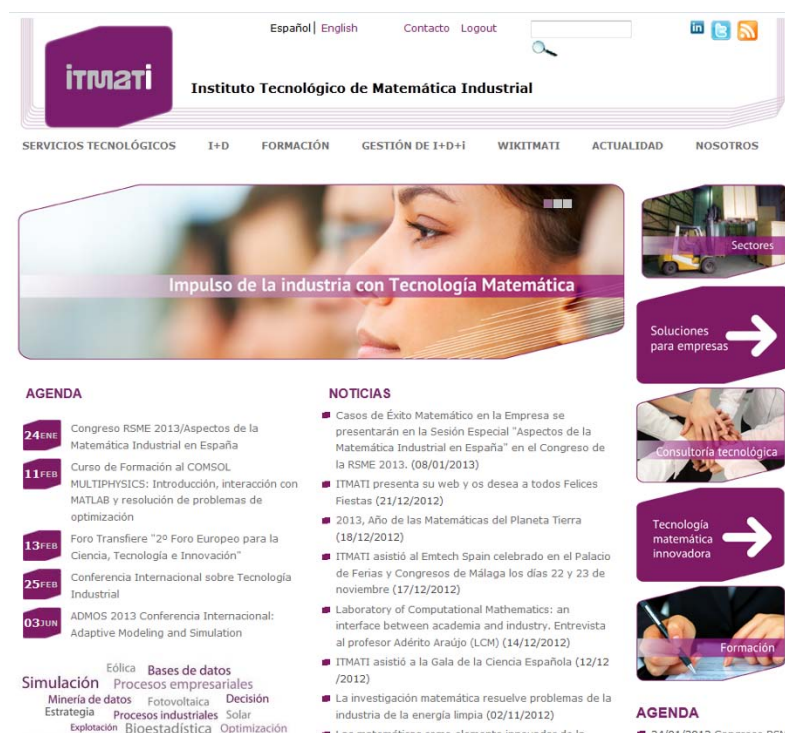 Español| English
Contacto Logout
in
iTMATi
Instituto Tecnológico de Matemática Industrial
SERVICIOS TECNOLÓGICOS I+D FORMACIÓN GESTIÓN DE I+D+i WIKITMATI ACTUALIDAD NOSOTROS
Impulso de la industria con Tecnología Matemática
Sectores
Soluciones
para empresas
Consultoría tecnológica
Tecnología
matemática
innovadora
Formación
AGENDA
24ENE
Congreso RSME 2013/Aspectos de la
Matemática Industrial en España
11FEB
Curso de Formación al COMSOL
MULTIPHYSICS: Introducción, interacción con
MATLAB y resolución de problemas de
optimización
13FEB
Foro Transfiere "2º Foro Europeo para la
Ciencia, Tecnología e Innovación"
25FEB
Conferencia Internacional sobre Tecnología
Industrial
03JUN
ADMOS 2013 Conferencia Internacional:
Adaptive Modeling and Simulation
Eólica Bases de datos
Simulación Procesos empresariales
Minería de datos Fotovoltaica Decisión
Estrategia Procesos industriales Solar
Explotación Bioestadística Optimización
NOTICIAS
Casos de Éxito Matemático en la Empresa se
presentarán en la Sesión Especial "Aspectos de la
Matemática Industrial en España" en el Congreso de
la RSME 2013. (08/01/2013)
ITMATI presenta su web y os desea a todos Felices
Fiestas (21/12/2012)
2013, Año de las Matemáticas del Planeta Tierra
(18/12/2012)
ITMATI asistió al Emtech Spain celebrado en el Palacio
de Ferias y Congresos de Málaga los días 22 y 23 de
noviembre (17/12/2012)
Laboratory of Computational Mathematics: an
interface between academia and industry. Entrevista
al profesor Adérito Araújo (LCM) (14/12/2012)
ITMATI asistió a la Gala de la Ciencia Española (12/12
/2012)
La investigación matemática resuelve problemas de la
industria de la energía limpia (02/11/2012)
AGENDA